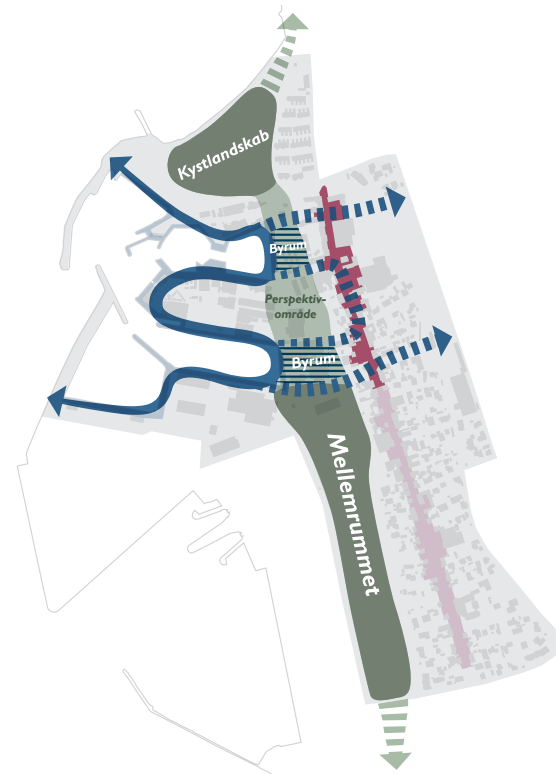 Kystlandskab
Byrum
Perspektiv-
område
Byrum
Mellemrummet